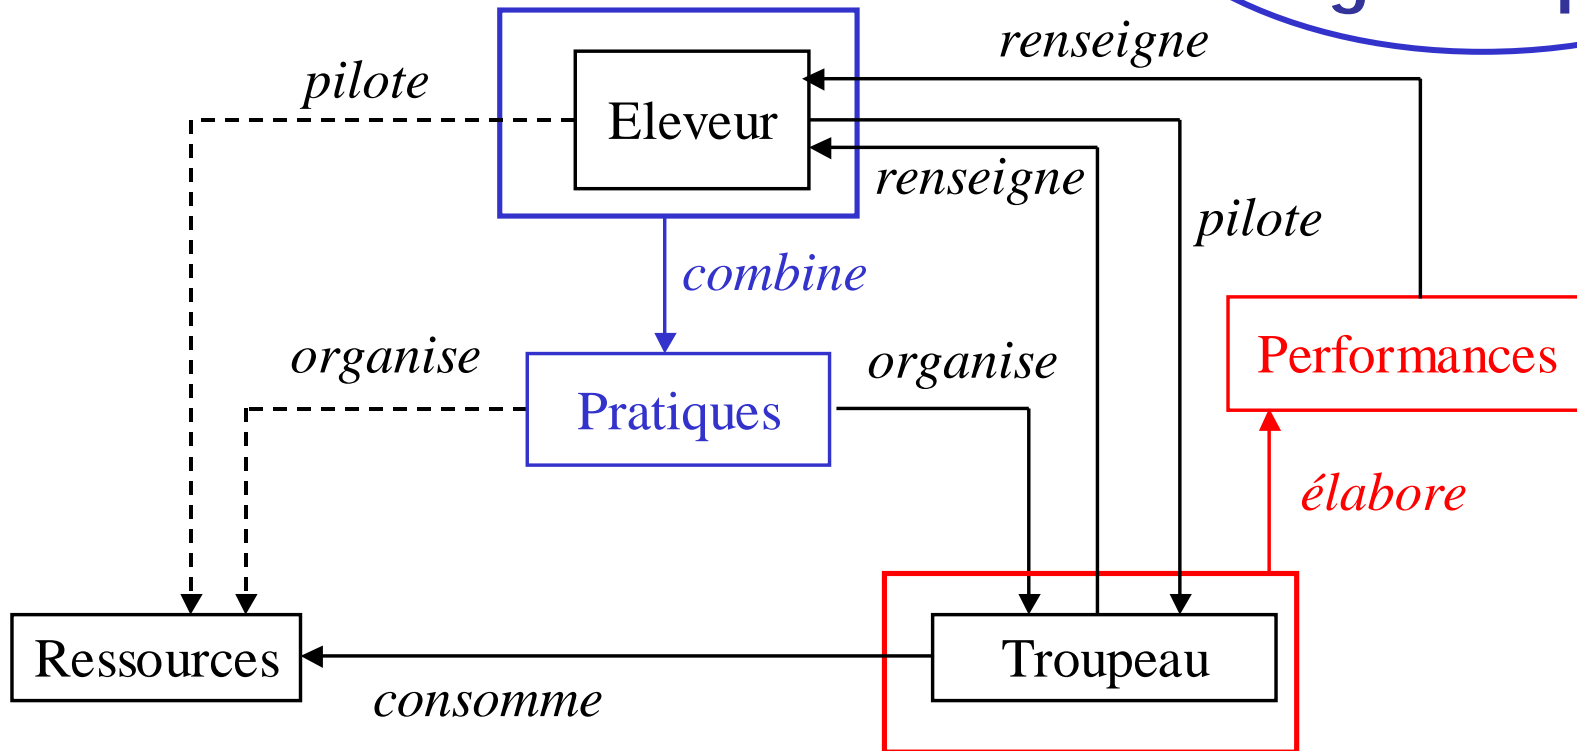 renseigne
pilote
Eleveur
renseigne
pilote
combine
organise
organise
Performances
Pratiques
élabore
Ressources
Troupeau
consomme